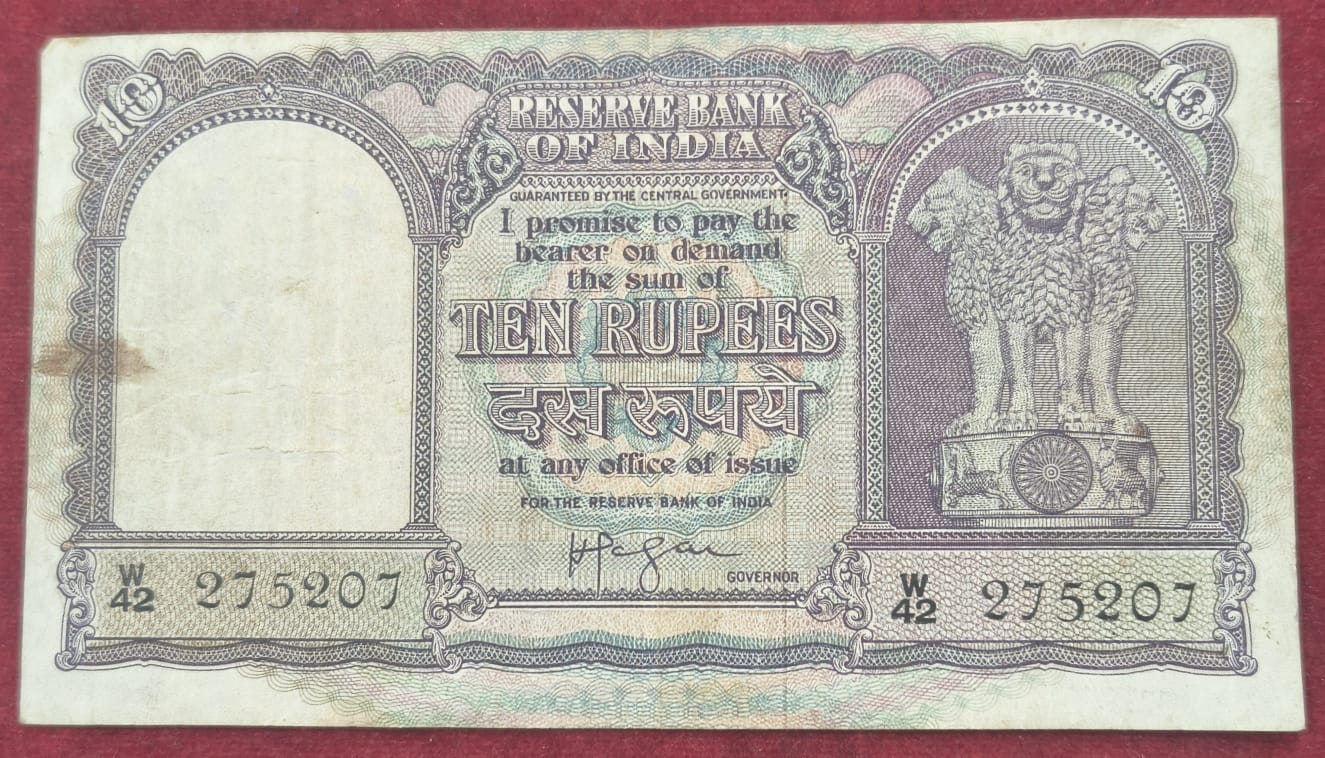 10
10
RESERVE BANK
OF INDIA
GUARANTEED BY THE CENTRAL GOVERNMENT.
I promise to pay the
bearer on demand
the sum of
TEN RUPEES
दस रूपये
at any office of issue
FOR THE RESERVE BANK OF INDIA
GOVERNOR
W
42 275207
W
42 275207